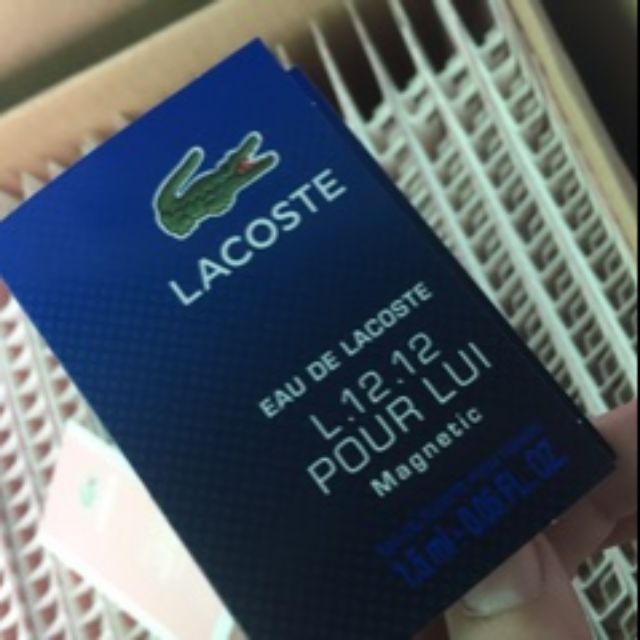 LACOSTE
EAU DE LACOSTE
L.12.12
POUR LUI
Magnetic
1,5 ml - 0.05 FL. OZ.